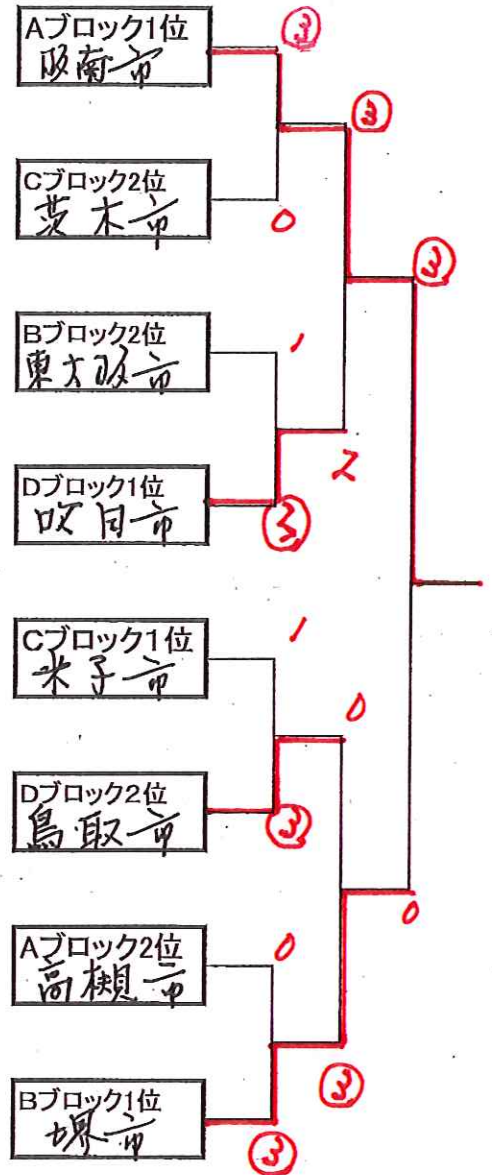 Aブロック1位
阪南市
③
③
Cブロック2位
茨木市
0
③
Bブロック2位
東大阪市
1
2
Dブロック1位
吹田市
③
Cブロック1位
米子市
1
0
Dブロック2位
鳥取市
③
0
Aブロック2位
高槻市
0
③
Bブロック1位
堺市
③